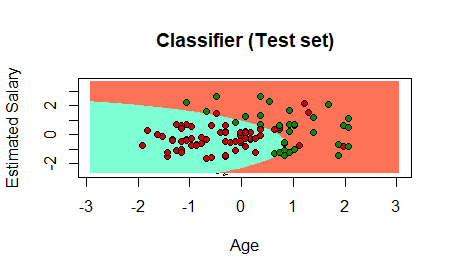 Classifier (Test set)
Estimated Salary
2
0
-2
-3 -2 -1 0 1 2 3
Age